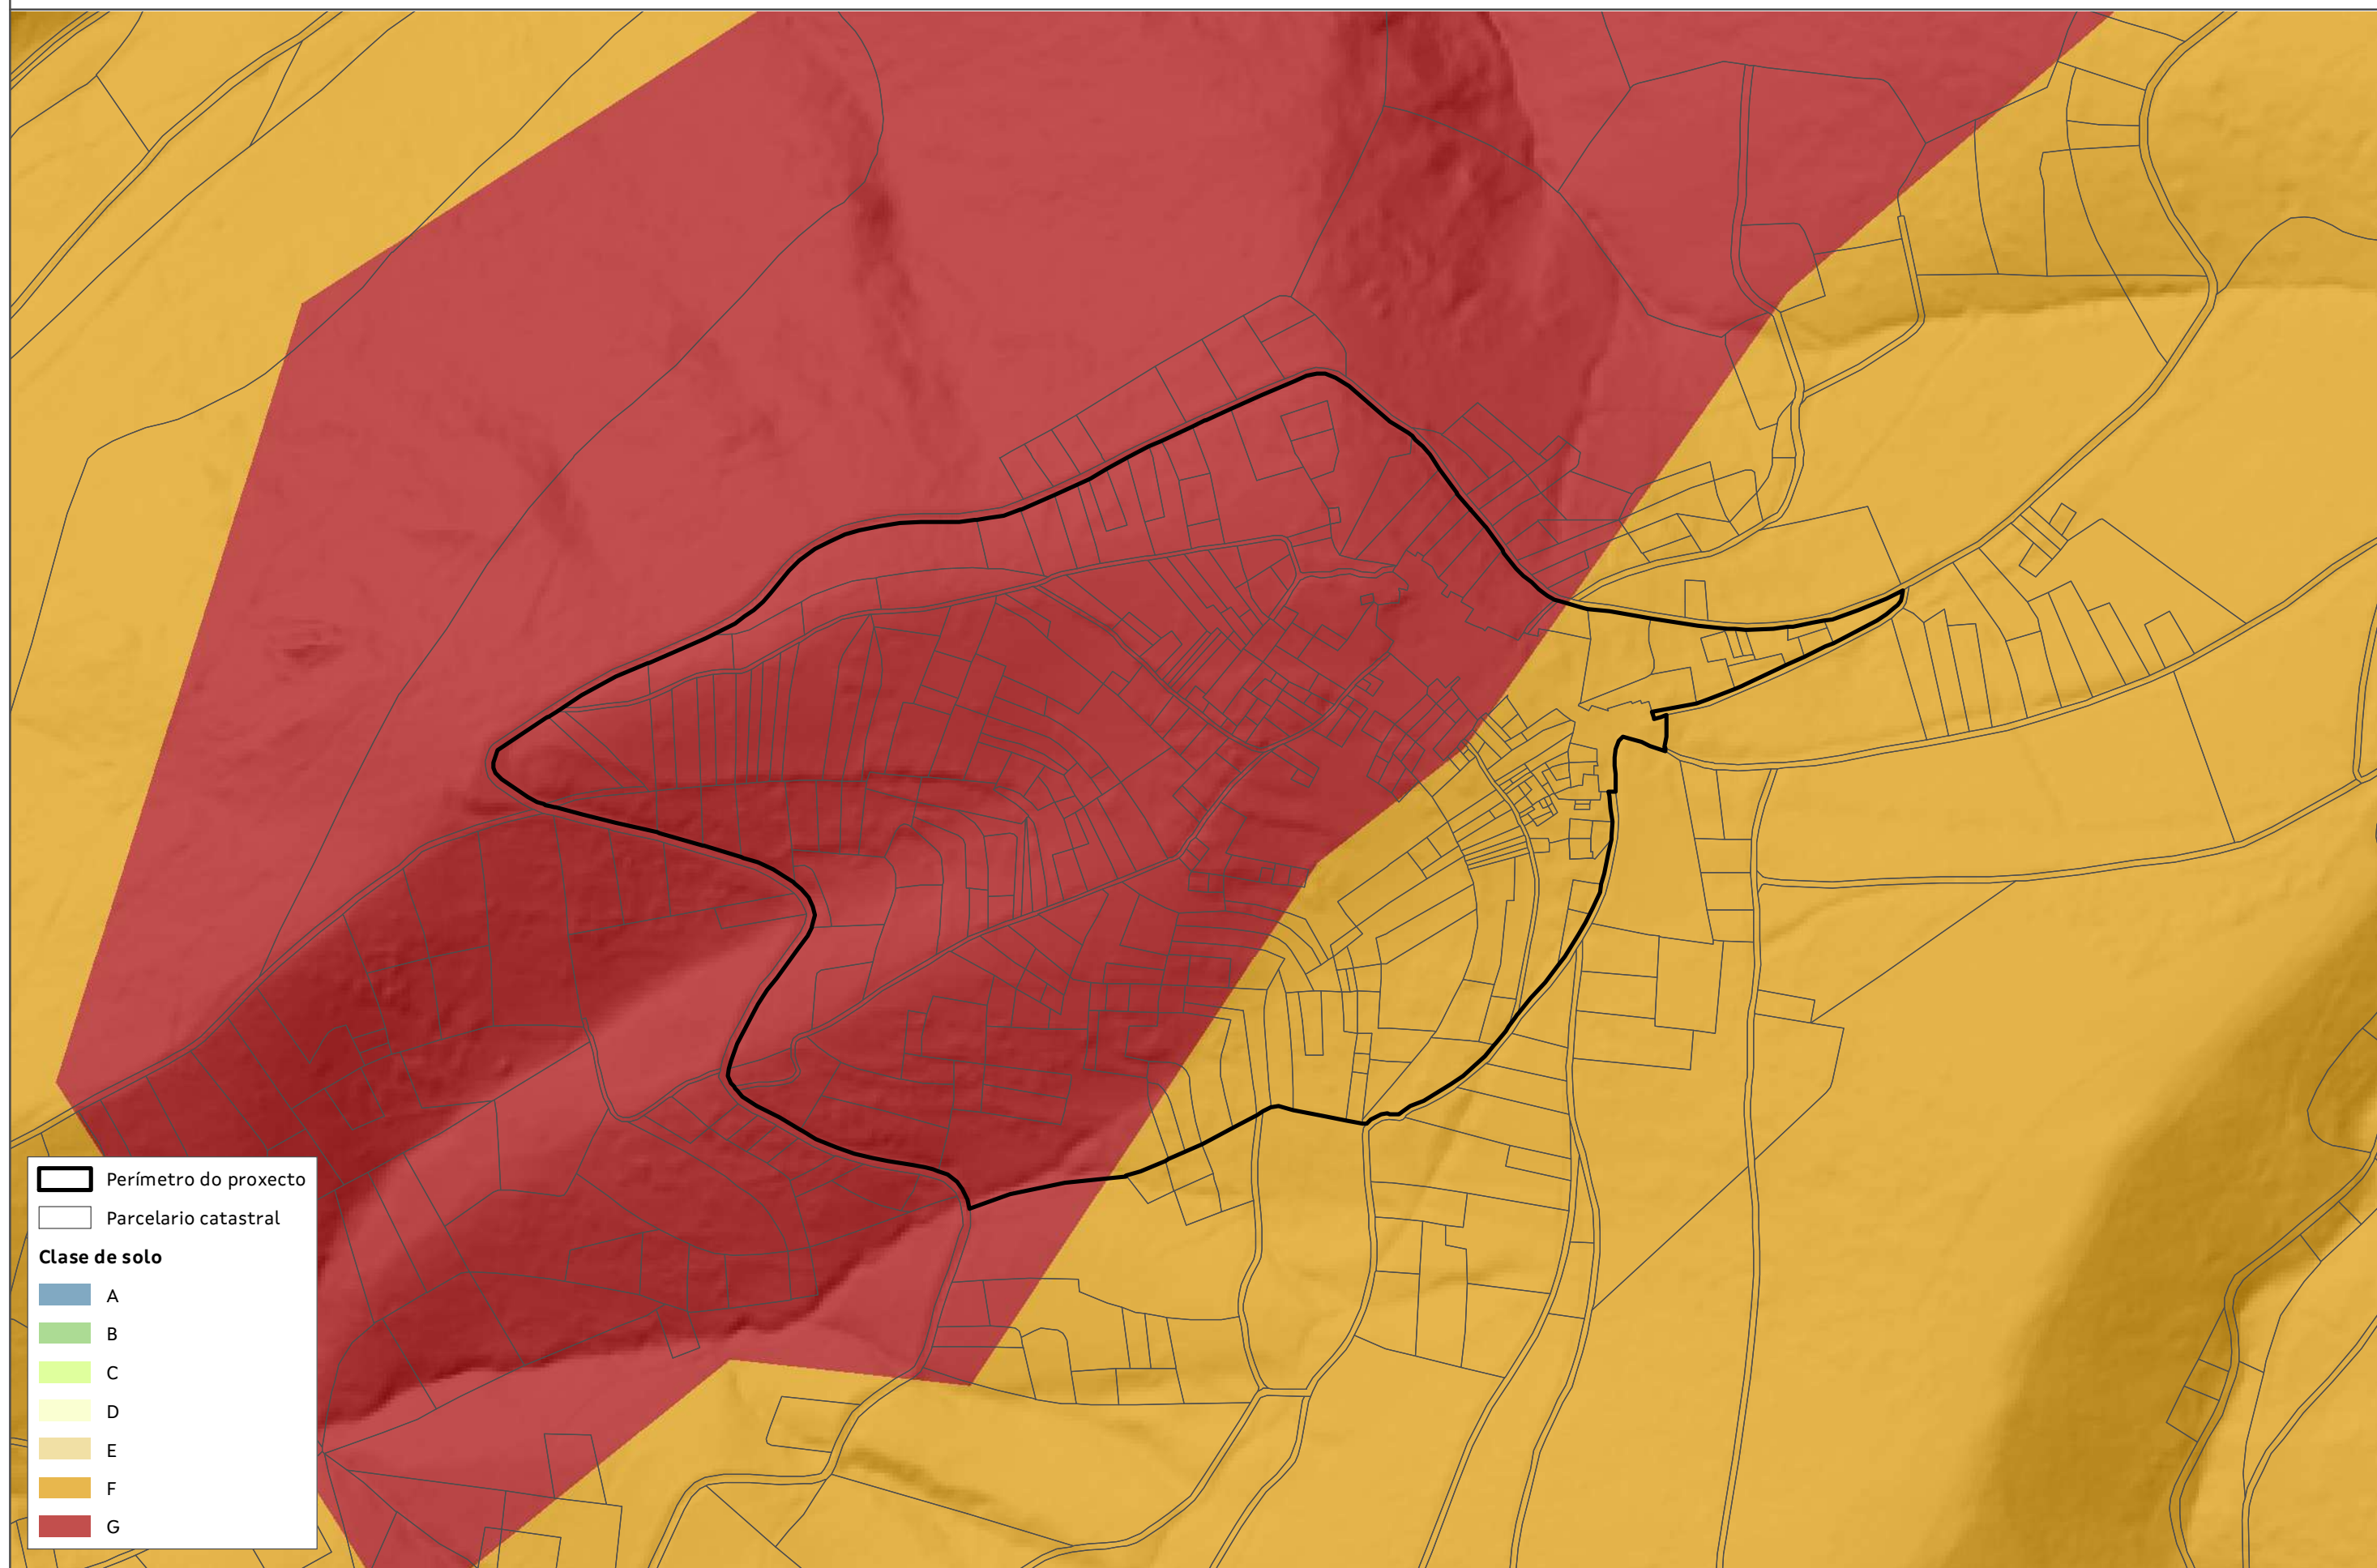 Perímetro do proxecto
Parcelario catastral
Clase de solo
A
B
C
D
E
F
G